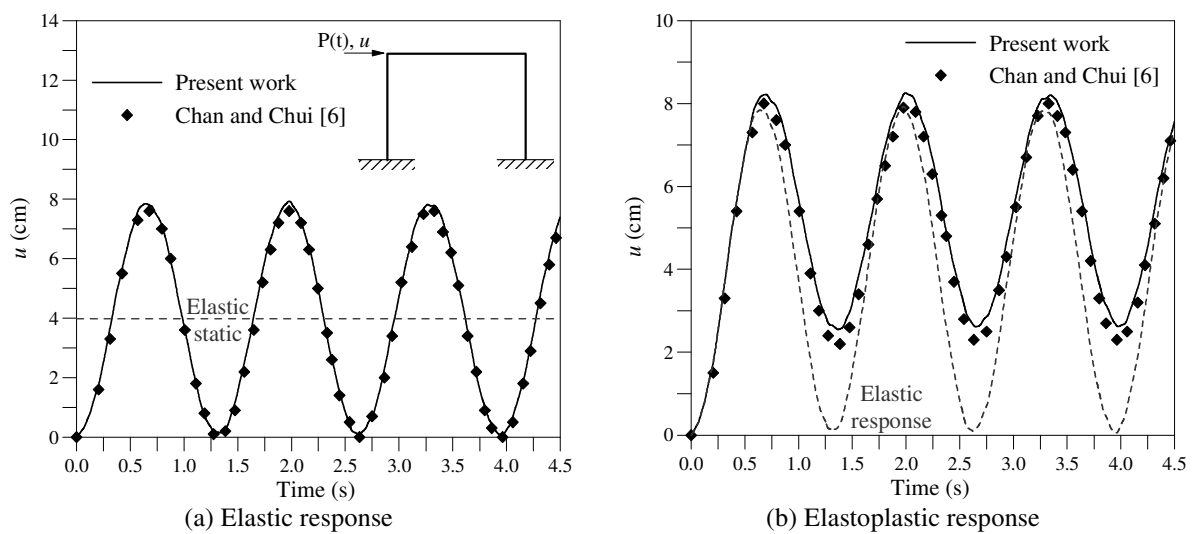 14
12
10
8
6
4
2
0
u (cm)
P(t), u
Present work
Chan and Chui [6]
Elastic
static
0.0 0.5 1.0 1.5 2.0 2.5 3.0 3.5 4.0 4.5
Time (s)
(a) Elastic response
10
8
6
4
2
0
u (cm)
Present work
Chan and Chui [6]
Elastic
response
0.0 0.5 1.0 1.5 2.0 2.5 3.0 3.5 4.0 4.5
Time (s)
(b) Elastoplastic response